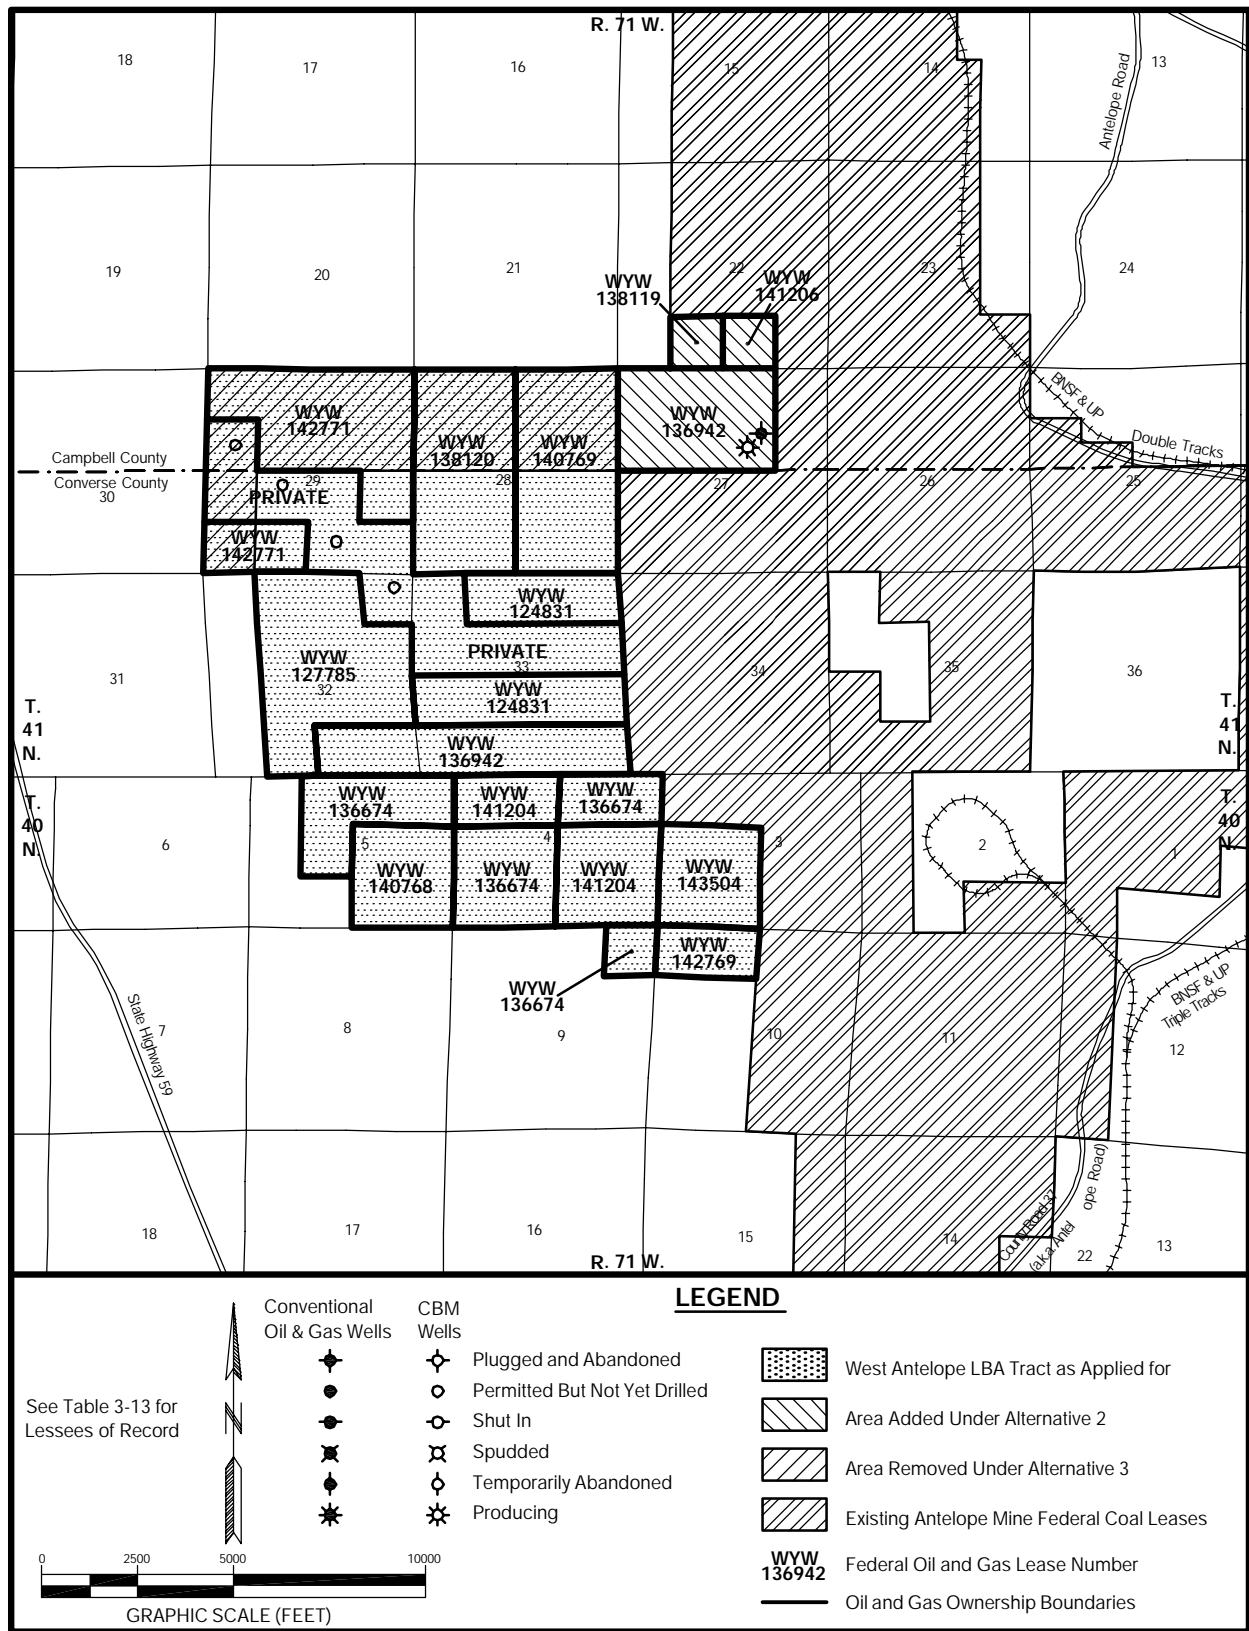 R. 71 W.
18
17
16
15
14
13
Antelope Road
19
20
21
22
23
24
WYW
138119
WYW
141206
BNSF & UP
Double Tracks
WYW
142771
WYW
138120
WYW
140769
WYW
136942
Campbell County
Converse County
30
29
28
27
26
25
PRIVATE
WYW
142771
WYW
124831
PRIVATE
33
WYW
127785
32
WYW
124831
31
34
35
36
T.
41
N.
T.
41
N.
WYW
136942
T.
40
N.
T.
40
N.
WYW
136674
WYW
141204
WYW
136674
6
5
4
3
2
1
WYW
140768
WYW
136674
WYW
141204
WYW
143504
WYW
142769
WYW
136674
BNSF & UP
Triple Tracks
State Highway 59
7
8
9
10
11
12
18
17
16
15
14
County Road 37
(a.k.a. Antel
ope Road)
22
13
R. 71 W.
LEGEND
See Table 3-13 for
Lessees of Record
Conventional
Oil & Gas Wells
CBM
Wells
Plugged and Abandoned
Permitted But Not Yet Drilled
Shut In
Spudded
Temporarily Abandoned
Producing
West Antelope LBA Tract as Applied for
Area Added Under Alternative 2
Area Removed Under Alternative 3
Existing Antelope Mine Federal Coal Leases
WYW
136942
Federal Oil and Gas Lease Number
Oil and Gas Ownership Boundaries
N
0
2500
5000
10000
GRAPHIC SCALE (FEET)